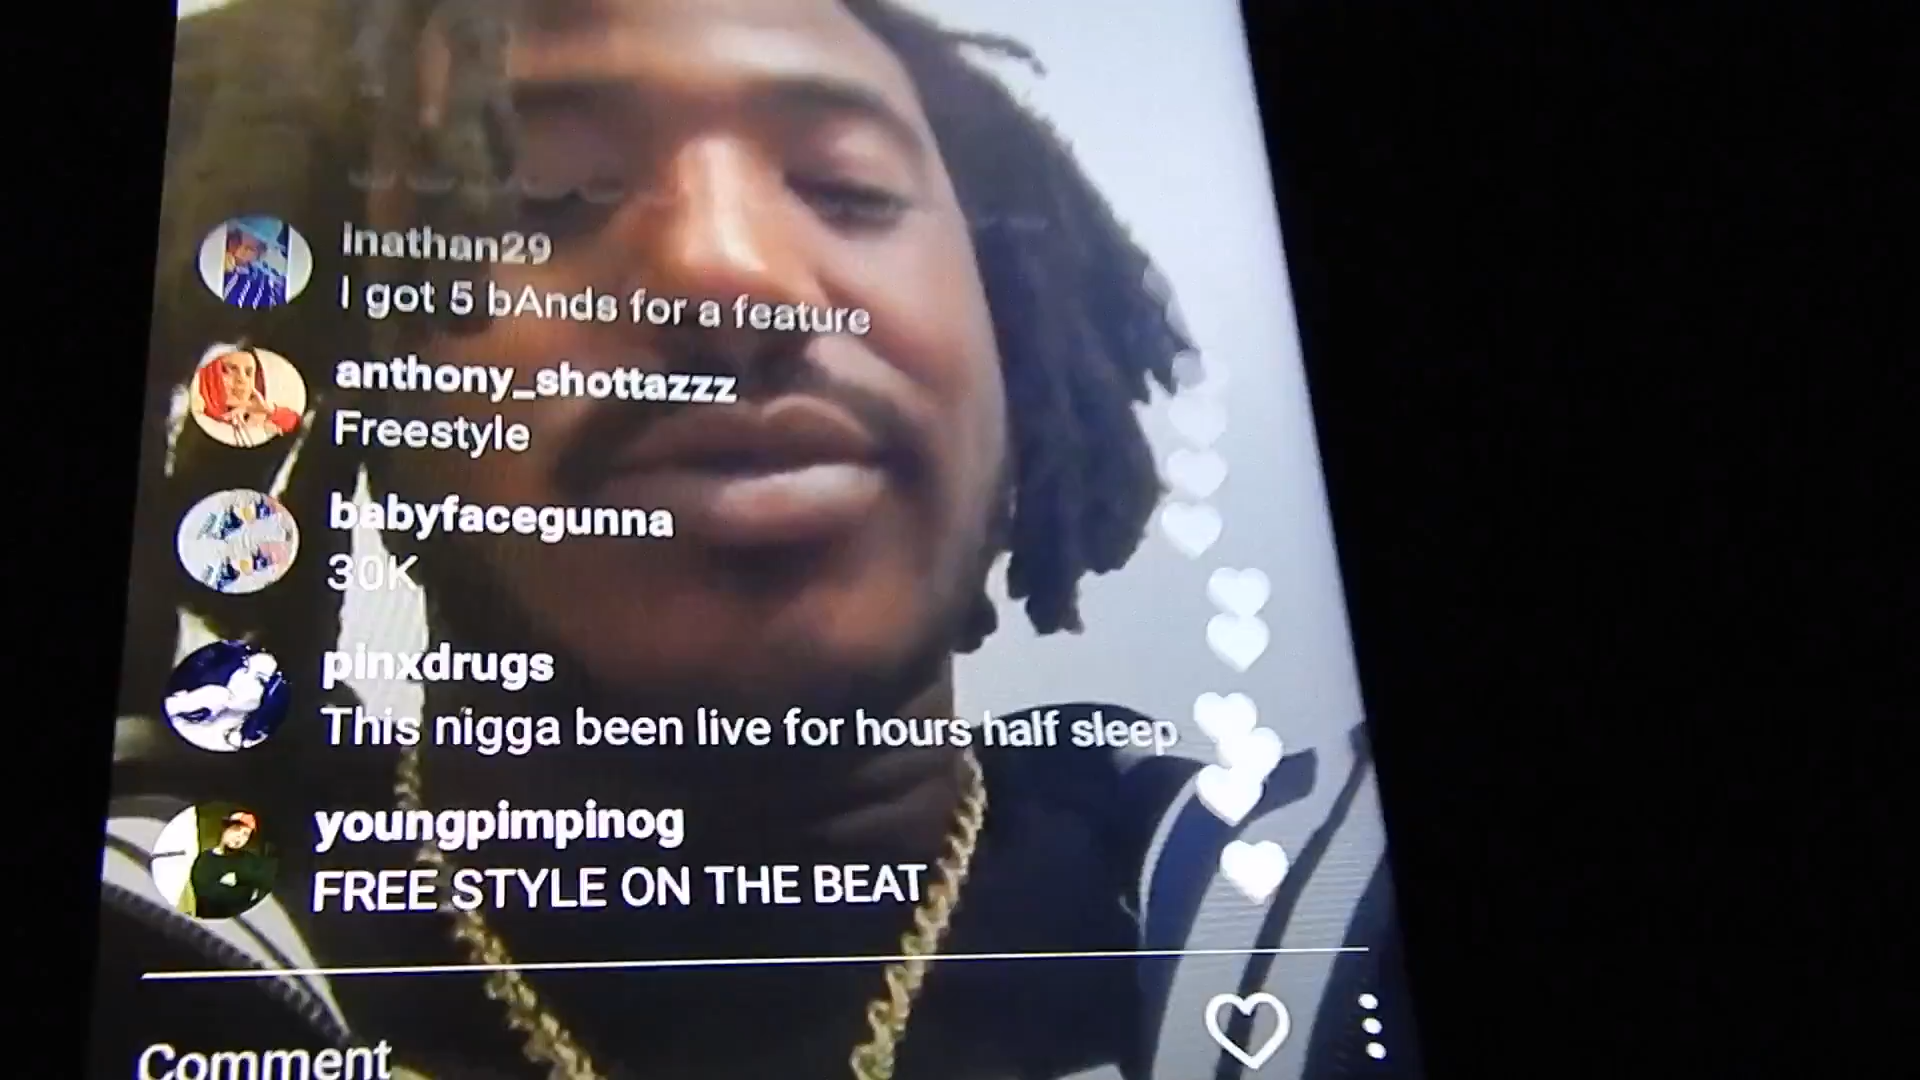 Inathan29
I got 5 bAnds for a feature
anthony_shottazzz
Freestyle
babyfacegunna
30K
pinxdrugs
This nigga been live for hours half sleep
youngpimpinog
FREE STYLE ON THE BEAT
Comment